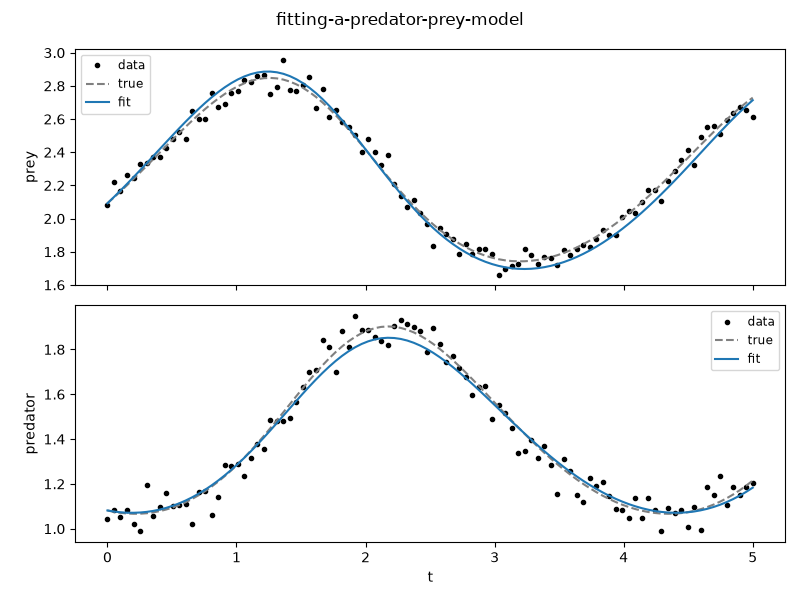 fitting-a-predator-prey-model
3.0
2.8
2.6
2.4
2.2
2.0
1.8
1.6
prey
data
true
fit
1.8
1.6
1.4
1.2
1.0
predator
data
true
fit
0 1 2 3 4 5
t